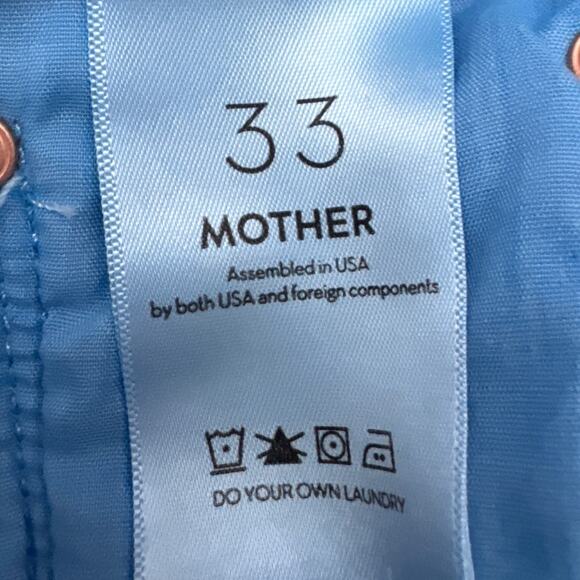 33
MOTHER
Assembled in USA
by both USA and foreign components
DO YOUR OWN LAUNDRY